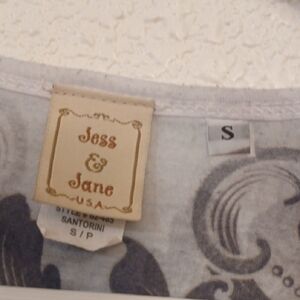 Jess
&
Jane
U.S.A.
S
SANTORINI
S / P